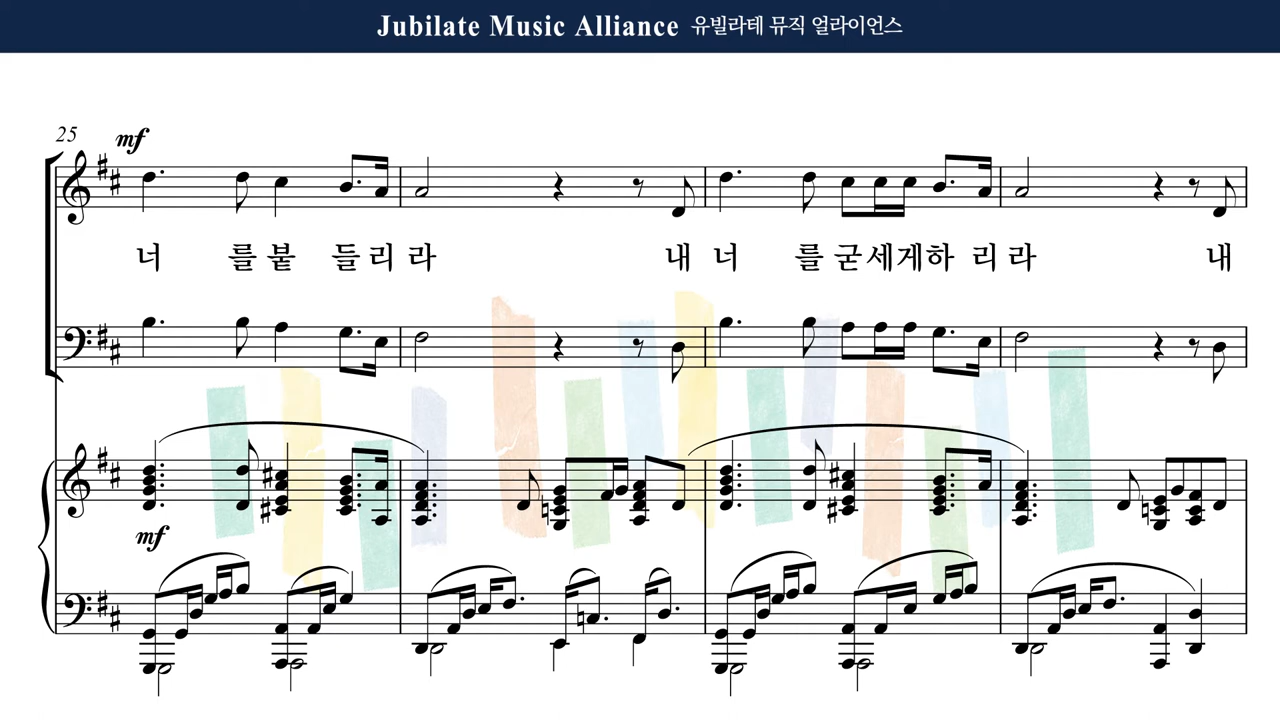 Jubilate Music Alliance 유빌라테 뮤직 얼라이언스
25
mf
너 를 붙 들 리 라 내 너 를 굳 세 게 하 리 라 내
mf